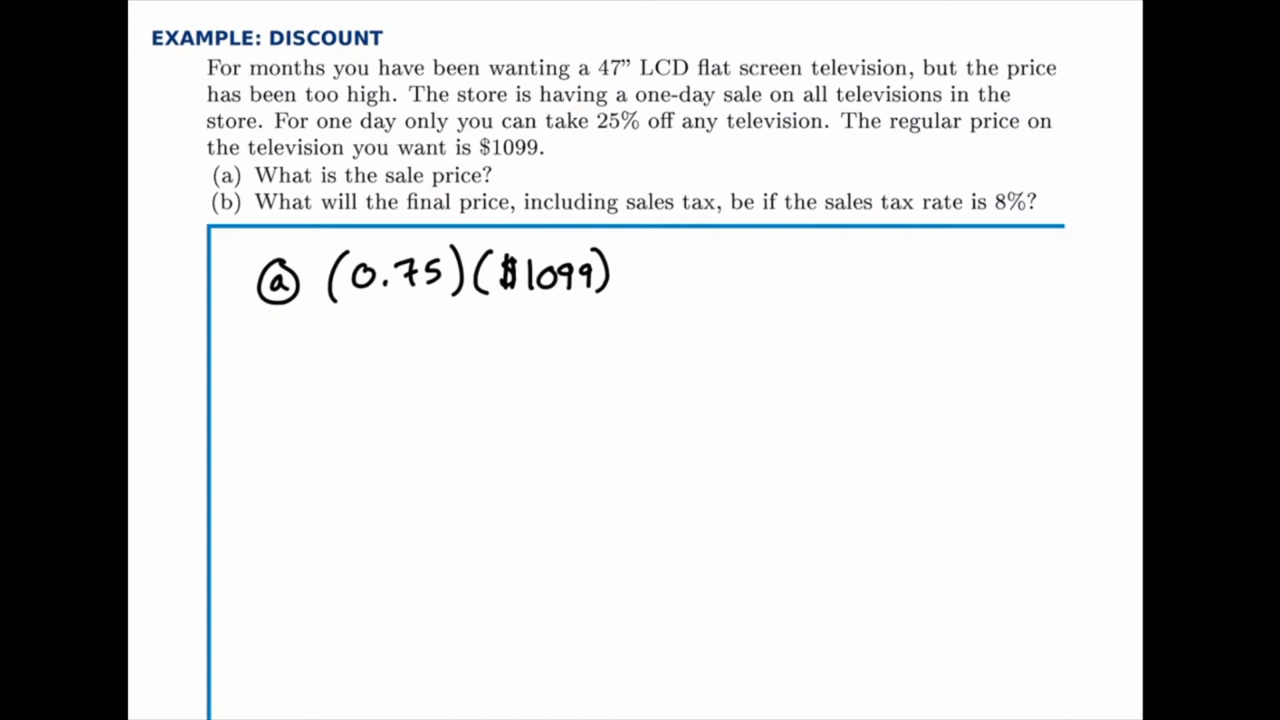 EXAMPLE: DISCOUNT
For months you have been wanting a 47” LCD flat screen television, but the price
has been too high. The store is having a one-day sale on all televisions in the
store. For one day only you can take 25% off any television. The regular price on
the television you want is $1099.
(a) What is the sale price?
(b) What will the final price, including sales tax, be if the sales tax rate is 8%?
ⓐ (0.75)($1099)